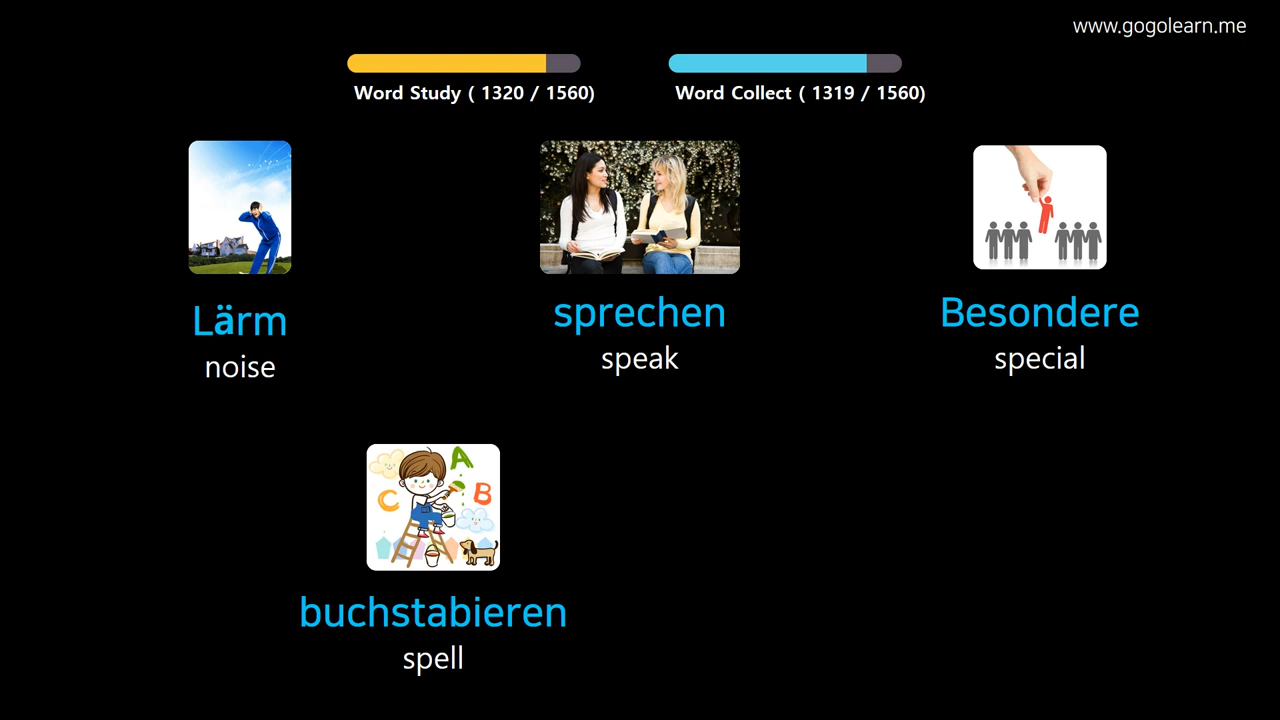 www.gogolearn.me
Word Study ( 1320 / 1560)
Word Collect ( 1319 / 1560)
Lärm
noise
sprechen
speak
Besondere
special
A
B
C
buchstabieren
spell